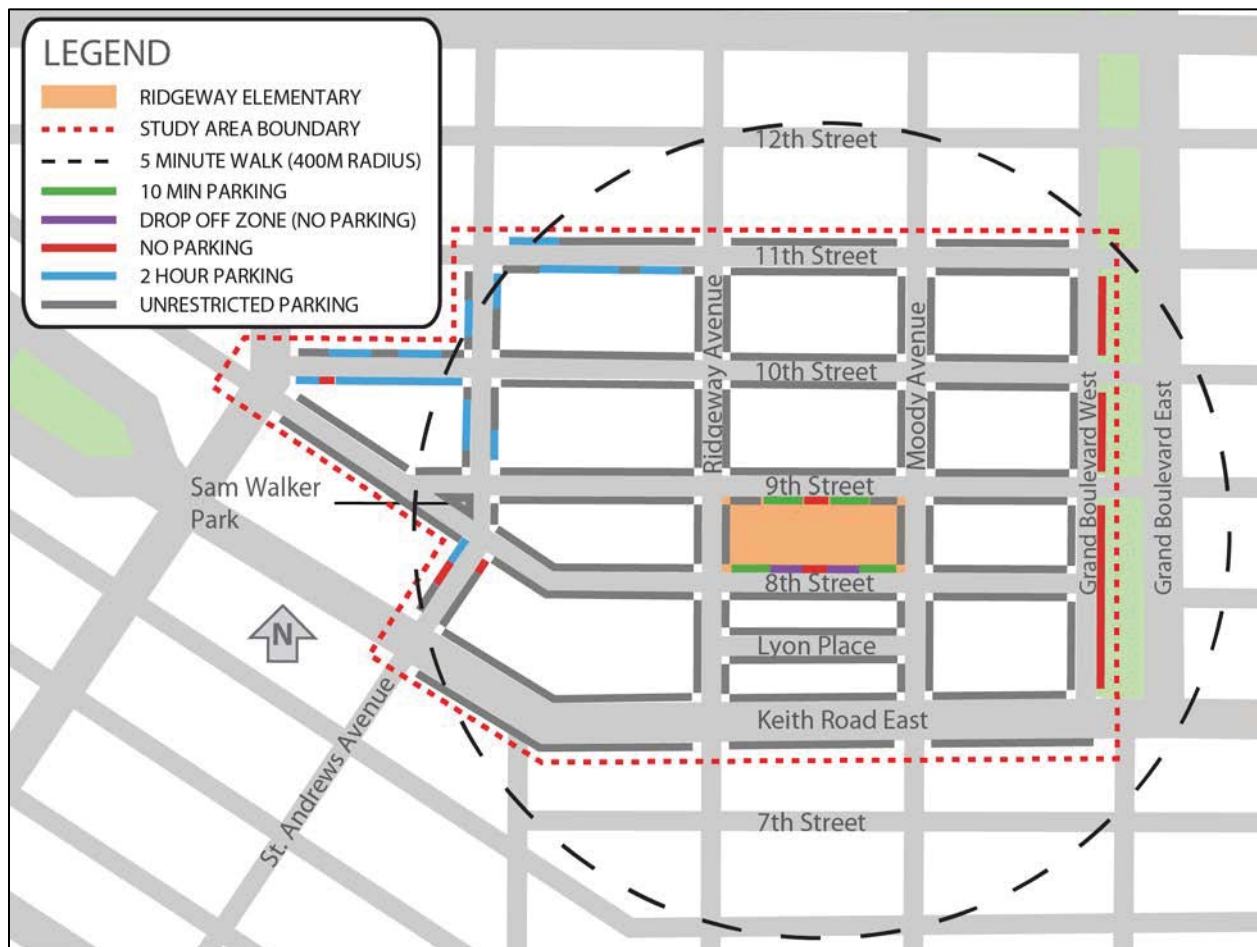 LEGEND
RIDGEWAY ELEMENTARY
STUDY AREA BOUNDARY
5 MINUTE WALK (400M RADIUS)
10 MIN PARKING
DROP OFF ZONE (NO PARKING)
NO PARKING
2 HOUR PARKING
UNRESTRICTED PARKING
12th Street
11th Street
10th Street
Ridgeway Avenue
Moody Avenue
Grand Boulevard West
Grand Boulevard East
9th Street
Sam Walker
Park
8th Street
N
Lyon Place
Keith Road East
St. Andrews Avenue
7th Street